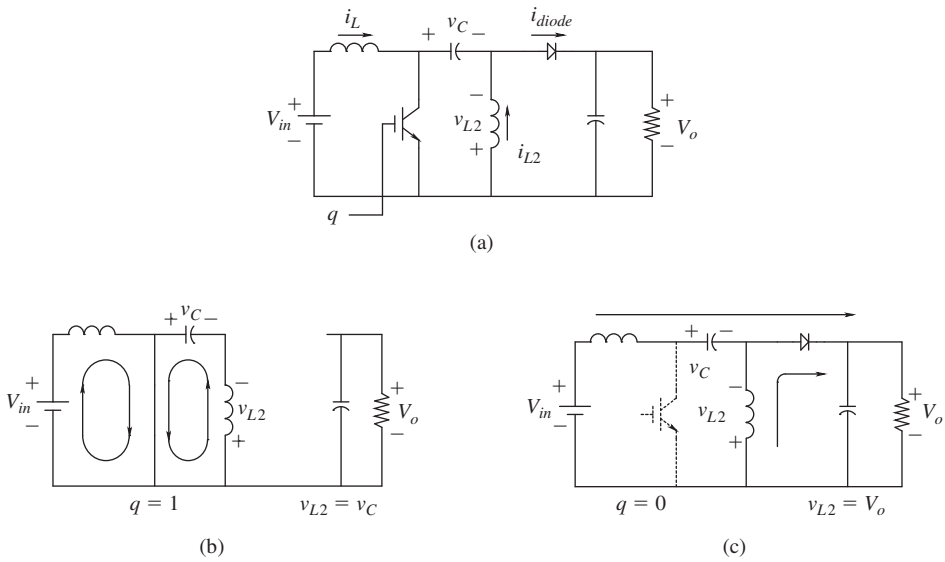 i_L
+ v_C −
i_diode
V_in + −
− v_L2 +
i_L2
+ V_o −
q
(a)
+ v_C −
V_in + −
− v_L2 +
+ V_o −
q = 1
v_L2 = v_C
(b)
+ − v_C
V_in + −
− v_L2 +
+ V_o −
q = 0
v_L2 = V_o
(c)